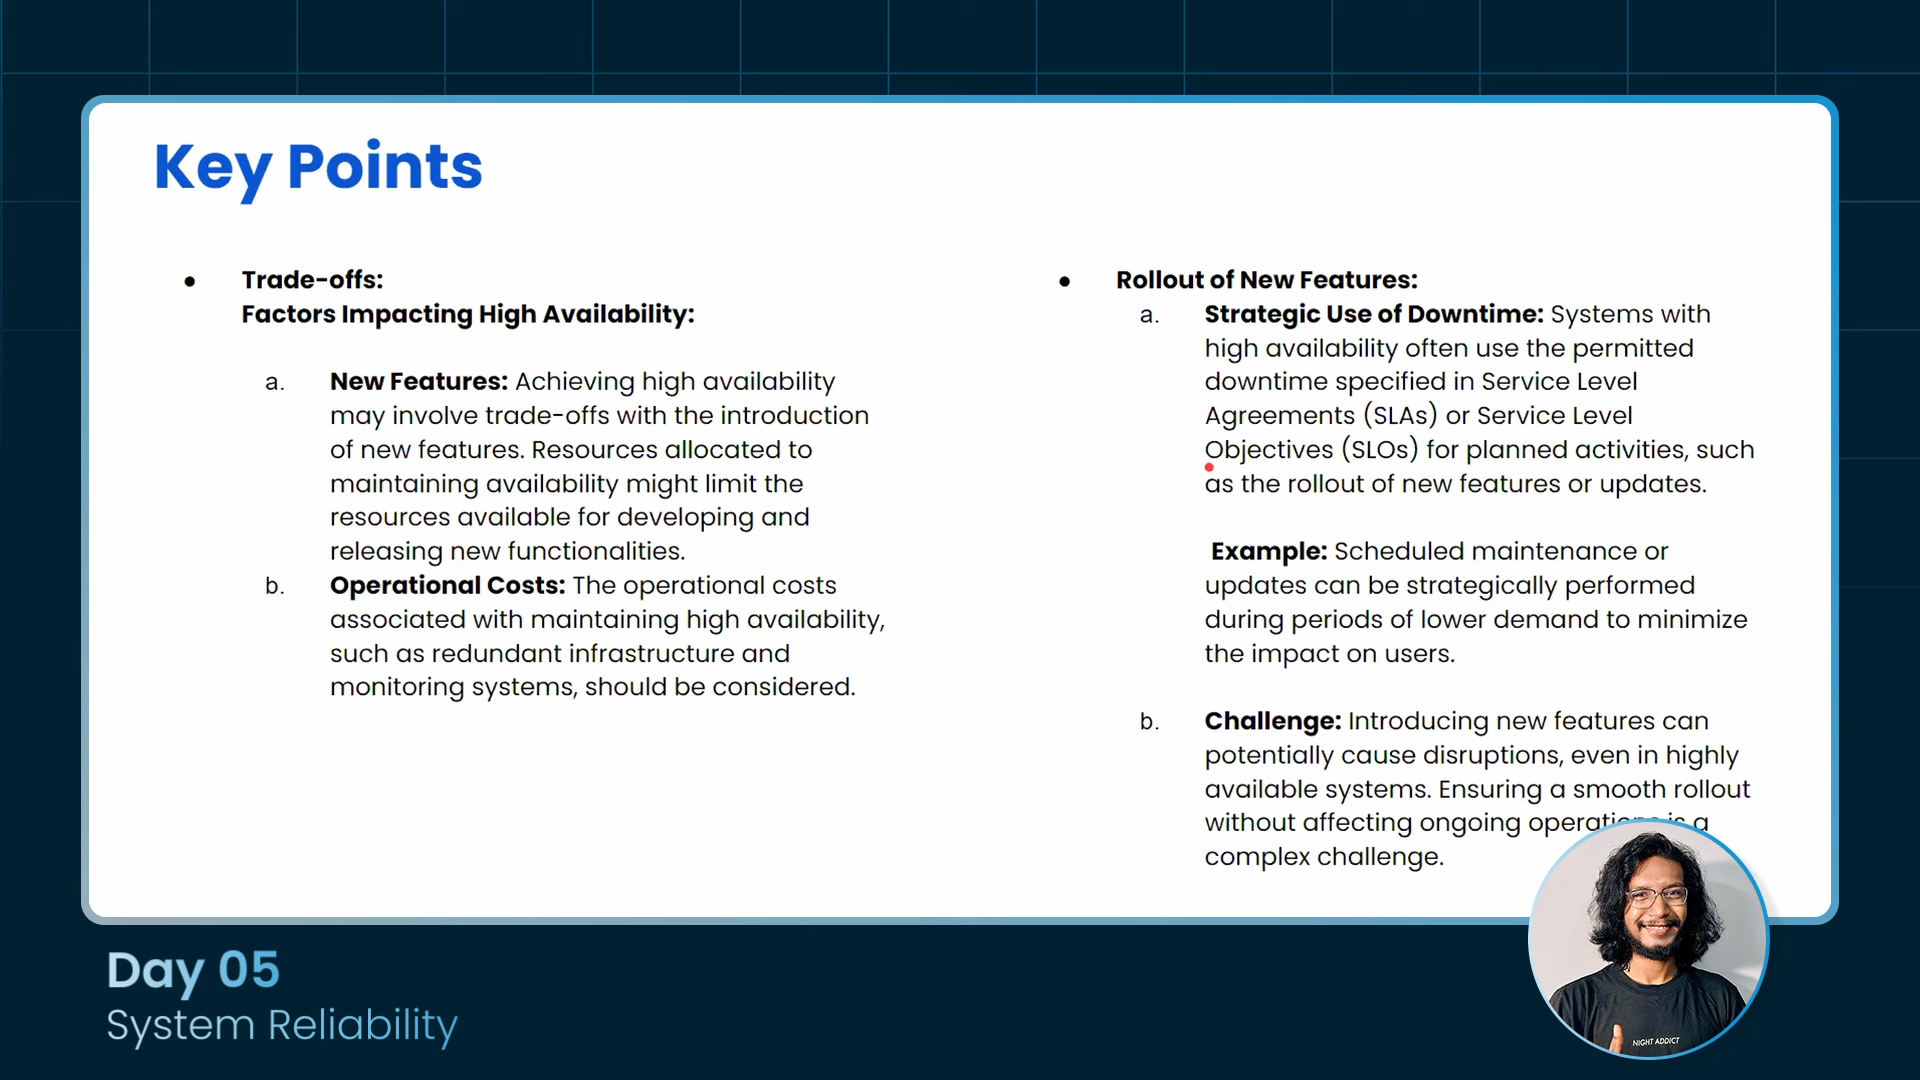 Key Points
● Trade-offs:
Factors Impacting High Availability:
a. New Features: Achieving high availability
may involve trade-offs with the introduction
of new features. Resources allocated to
maintaining availability might limit the
resources available for developing and
releasing new functionalities.
b. Operational Costs: The operational costs
associated with maintaining high availability,
such as redundant infrastructure and
monitoring systems, should be considered.
● Rollout of New Features:
a. Strategic Use of Downtime: Systems with
high availability often use the permitted
downtime specified in Service Level
Agreements (SLAs) or Service Level
Objectives (SLOs) for planned activities, such
as the rollout of new features or updates.
Example: Scheduled maintenance or
updates can be strategically performed
during periods of lower demand to minimize
the impact on users.
b. Challenge: Introducing new features can
potentially cause disruptions, even in highly
available systems. Ensuring a smooth rollout
without affecting ongoing operations is a
complex challenge.
Day 05
System Reliability
NIGHT ADDICT